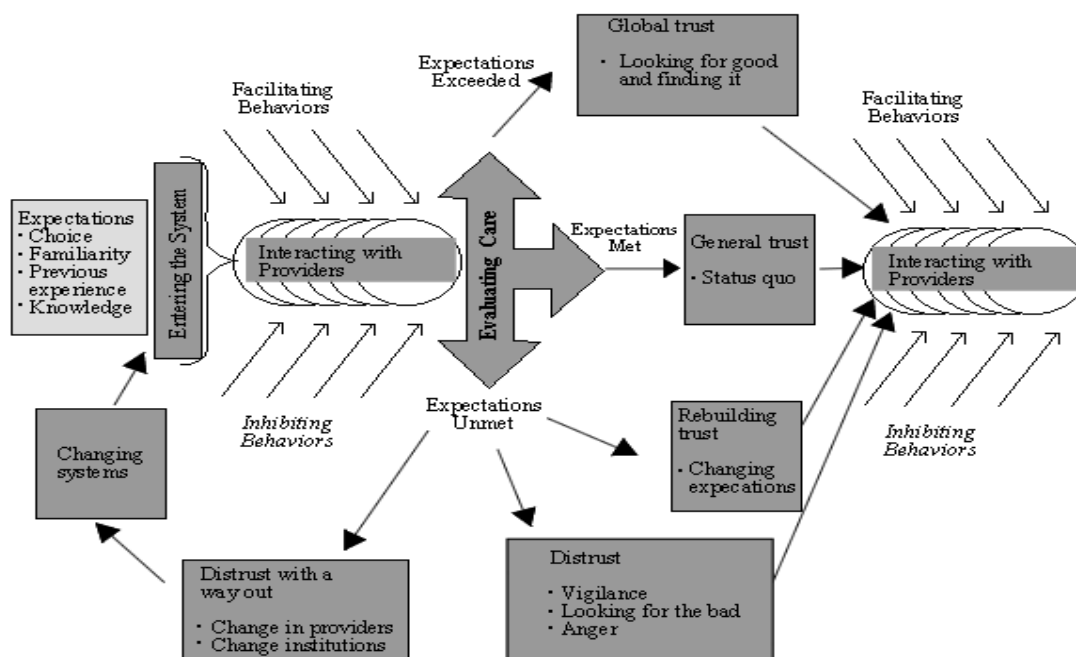 Global trust
· Looking for good
and finding it
Expectations
Exceeded
Facilitating
Behaviors
Facilitating
Behaviors
Expectations
· Choice
· Familiarity
· Previous
experience
· Knowledge
Entering the System
Interacting with
Providers
Evaluating Care
Expectations
Met
General trust
· Status quo
Interacting with
Providers
Inhibiting
Behaviors
Expectations
Unmet
Rebuilding
trust
· Changing
expecations
Inhibiting
Behaviors
Changing
systems
Distrust with a
way out
· Change in providers
· Change institutions
Distrust
· Vigilance
· Looking for the bad
· Anger